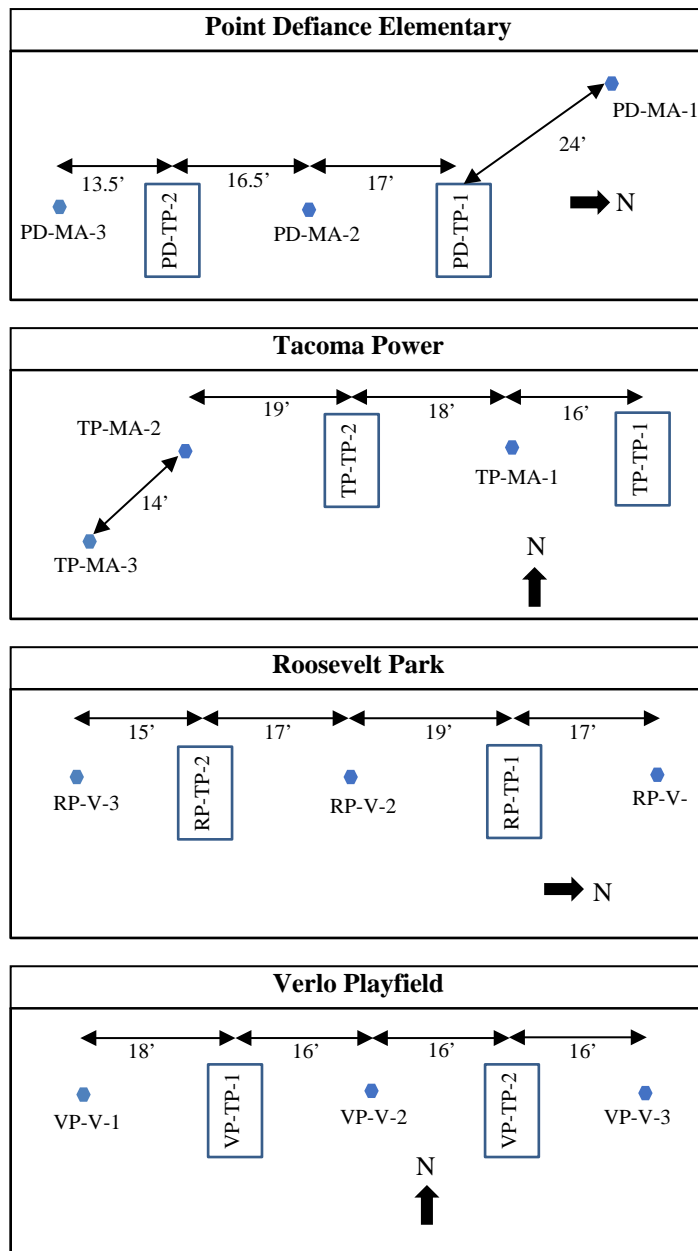 Point Defiance Elementary
PD-MA-1
24’
13.5’
16.5’
17’
N
PD-MA-3
PD-TP-2
PD-MA-2
PD-TP-1
Tacoma Power
19’
18’
16’
TP-MA-2
TP-TP-2
TP-MA-1
TP-TP-1
14’
TP-MA-3
N
Roosevelt Park
15’
17’
19’
17’
RP-V-3
RP-TP-2
RP-V-2
RP-TP-1
RP-V-
N
Verlo Playfield
18’
16’
16’
16’
VP-V-1
VP-TP-1
VP-V-2
VP-TP-2
VP-V-3
N